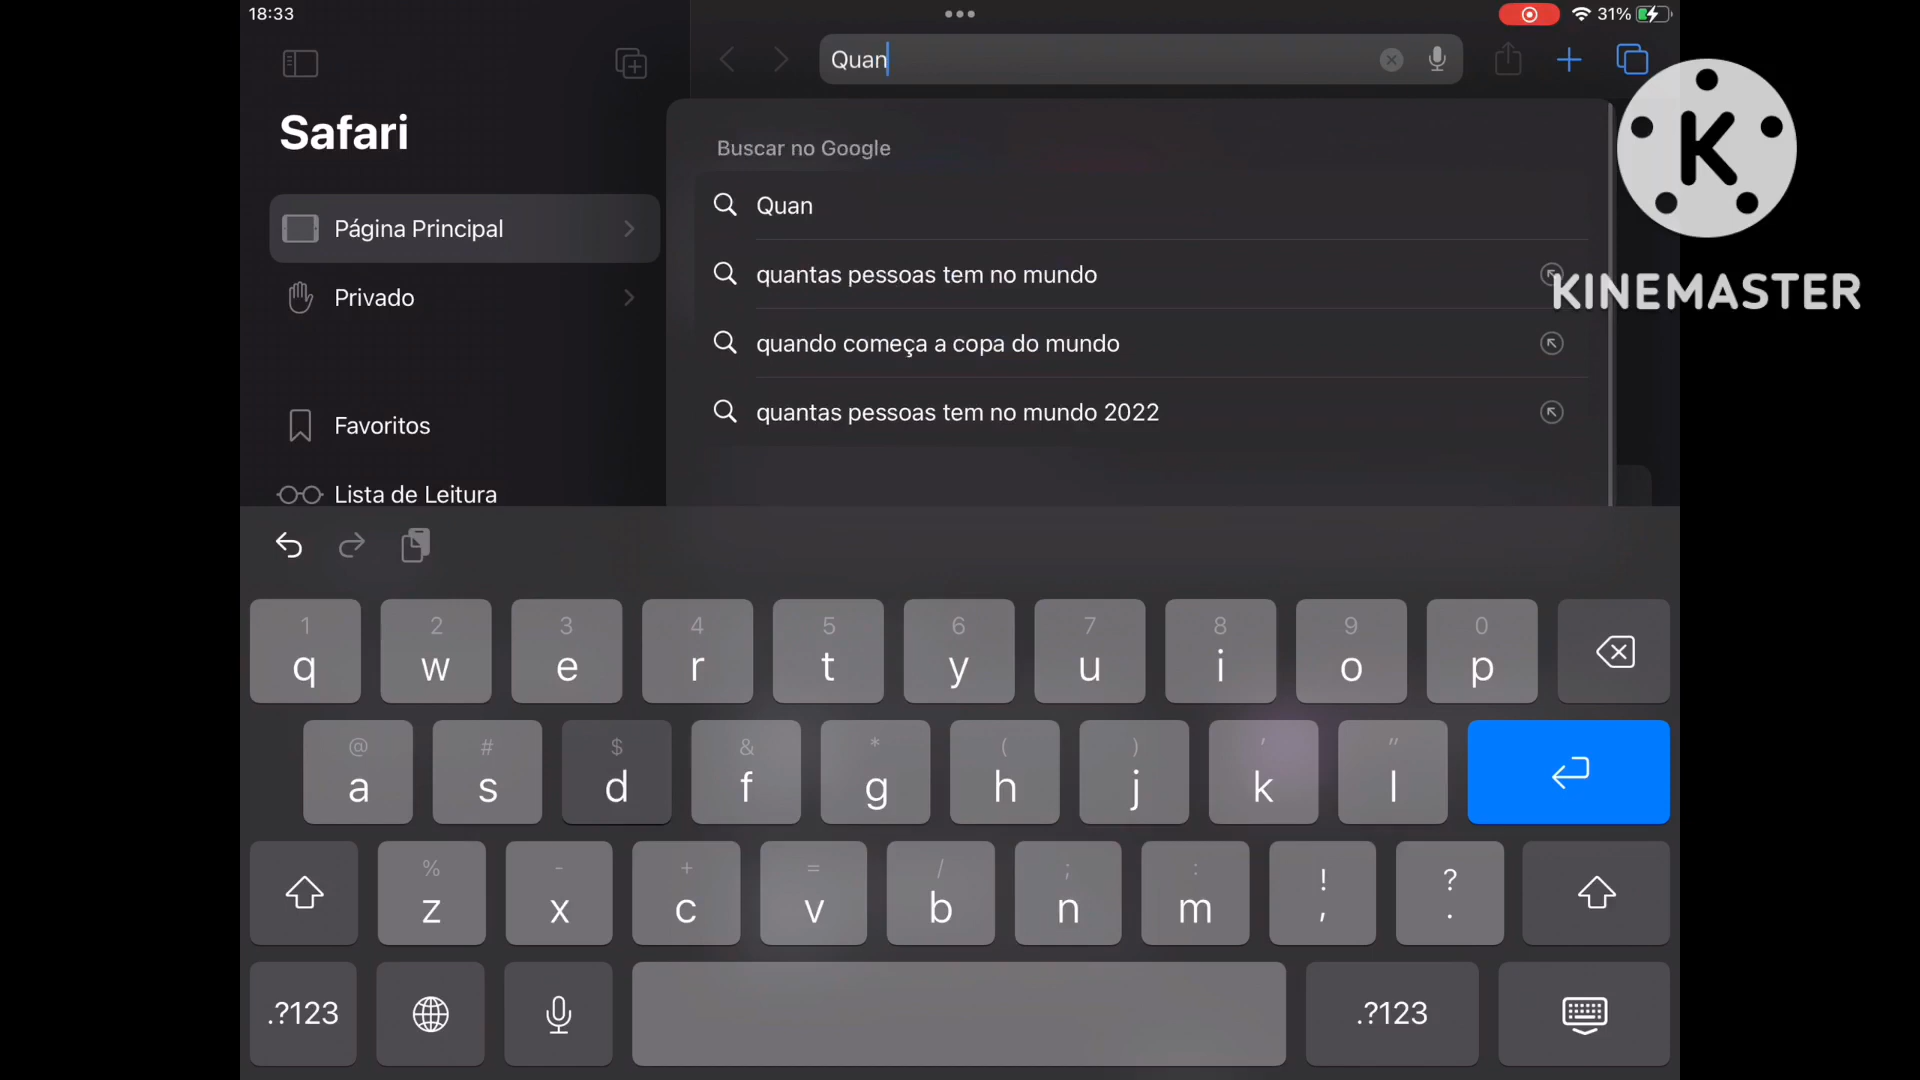 18:33
31%
Quan
Safari
Buscar no Google
K
Quan
Página Principal
quantas pessoas tem no mundo
KINEMASTER
Privado
quando começa a copa do mundo
quantas pessoas tem no mundo 2022
Favoritos
Lista de Leitura
1 2 3 4 5 6 7 8 9 0
q w e r t y u i o p
@ # $ & * ( ) ' "
a s d f g h j k l
% - + = / ; : ! ?
z x c v b n m , .
.?123 .?123